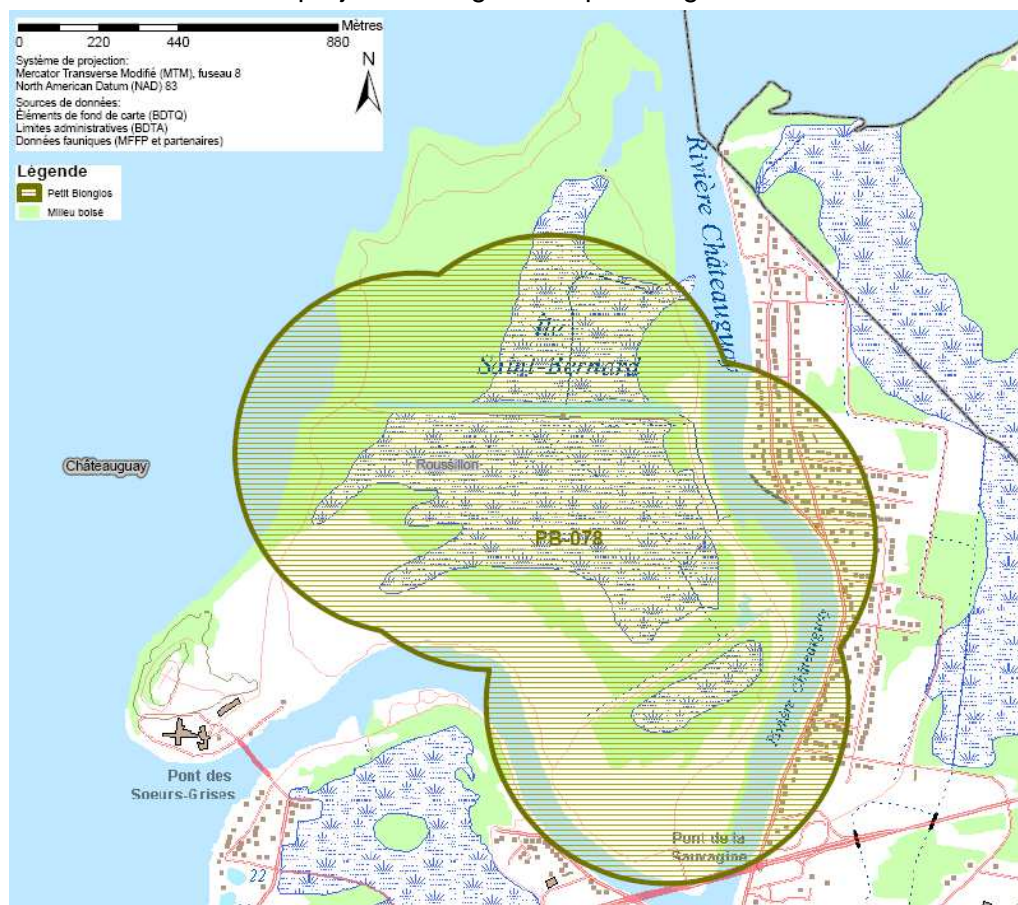 Mètres
0 220 440 880
Système de projection:
Mercator Transverse Modifié (MTM), fuseau 8
North American Datum (NAD) 83
Sources de données:
Éléments de fond de carte (BDTQ)
Limites administratives (BDTA)
Données fauniques (MFFP et partenaires)
N
Légende
Petit Blongios
Milieu boisé
Rivière Châteauguay
Île
Saint-Bernard
Châteauguay
Roussillon
PB-078
Rivière Châteauguay
Pont des
Soeurs-Grises
Pont de la
Sauvagine
22